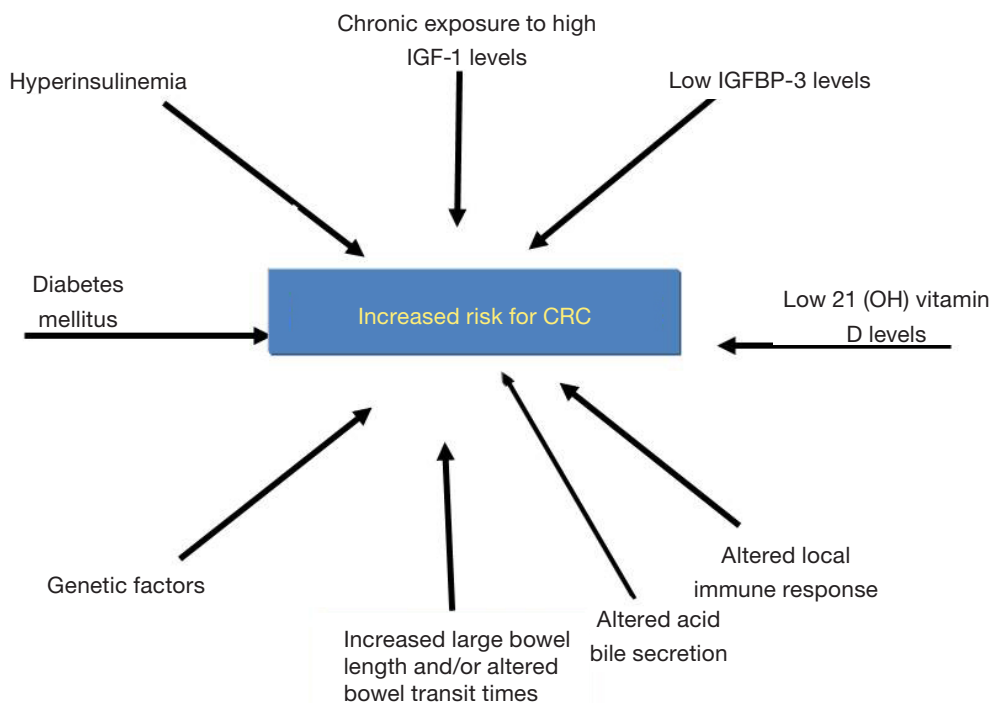 Chronic exposure to high
IGF-1 levels
Hyperinsulinemia
Low IGFBP-3 levels
Diabetes
mellitus
Increased risk for CRC
Low 21 (OH) vitamin
D levels
Genetic factors
Increased large bowel
length and/or altered
bowel transit times
Altered acid
bile secretion
Altered local
immune response